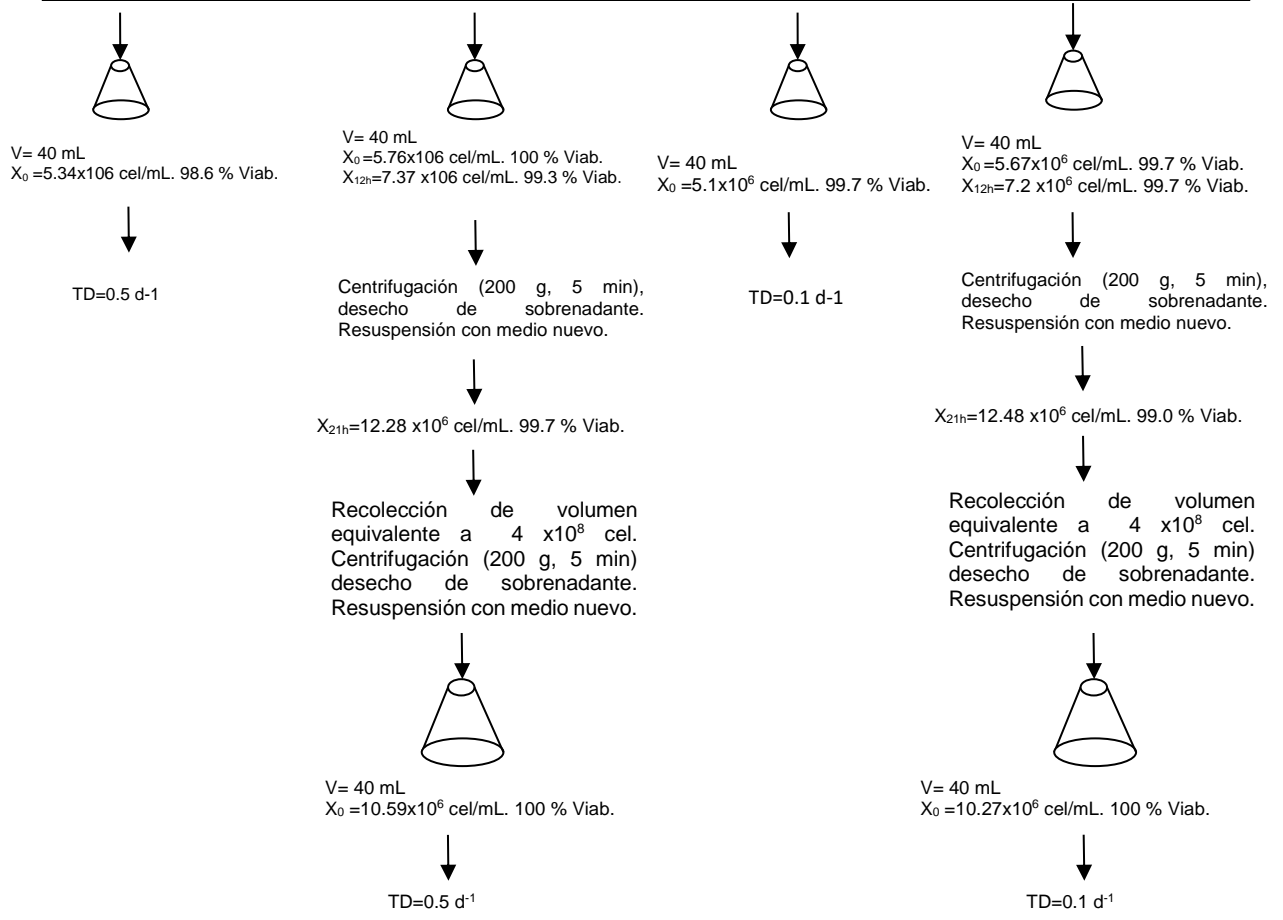 V= 40 mL
X₀ =5.34x106 cel/mL. 98.6 % Viab.
TD=0.5 d-1
V= 40 mL
X₀ =5.76x106 cel/mL. 100 % Viab.
X₁₂ₕ=7.37 x106 cel/mL. 99.3 % Viab.
Centrifugación (200 g, 5 min),
desecho de sobrenadante.
Resuspensión con medio nuevo.
X₂₁ₕ=12.28 x10⁶ cel/mL. 99.7 % Viab.
Recolección de volumen
equivalente a 4 x10⁸ cel.
Centrifugación (200 g, 5 min)
desecho de sobrenadante.
Resuspensión con medio nuevo.
V= 40 mL
X₀ =10.59x10⁶ cel/mL. 100 % Viab.
TD=0.5 d⁻¹
V= 40 mL
X₀ =5.1x10⁶ cel/mL. 99.7 % Viab.
TD=0.1 d-1
V= 40 mL
X₀ =5.67x10⁶ cel/mL. 99.7 % Viab.
X₁₂ₕ=7.2 x10⁶ cel/mL. 99.7 % Viab.
Centrifugación (200 g, 5 min),
desecho de sobrenadante.
Resuspensión con medio nuevo.
X₂₁ₕ=12.48 x10⁶ cel/mL. 99.0 % Viab.
Recolección de volumen
equivalente a 4 x10⁸ cel.
Centrifugación (200 g, 5 min)
desecho de sobrenadante.
Resuspensión con medio nuevo.
V= 40 mL
X₀ =10.27x10⁶ cel/mL. 100 % Viab.
TD=0.1 d⁻¹